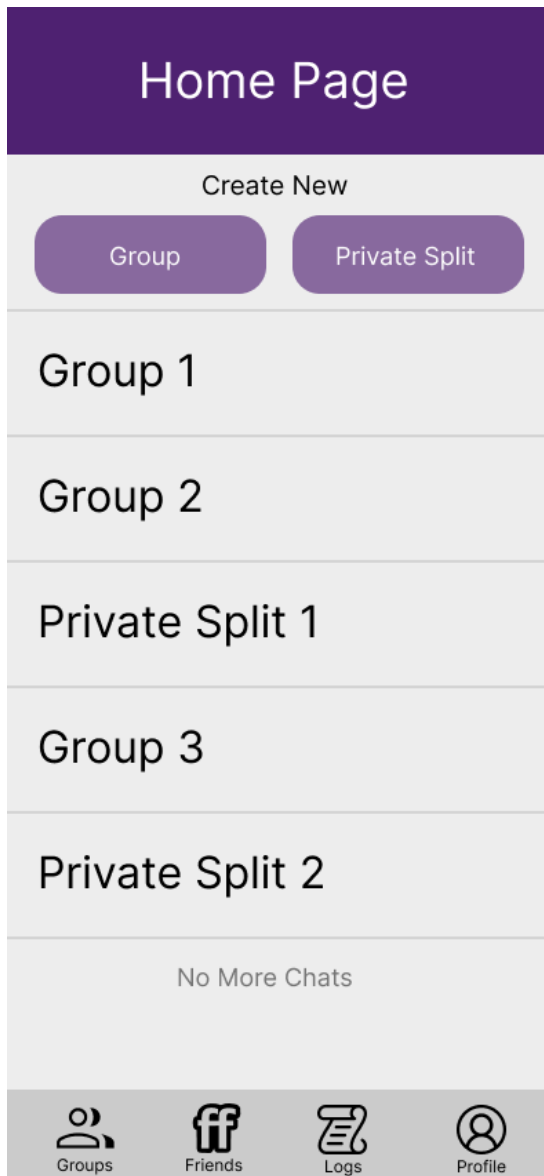 Home Page
Create New
Group Private Split
Group 1
Group 2
Private Split 1
Group 3
Private Split 2
No More Chats
ff
Groups Friends Logs Profile